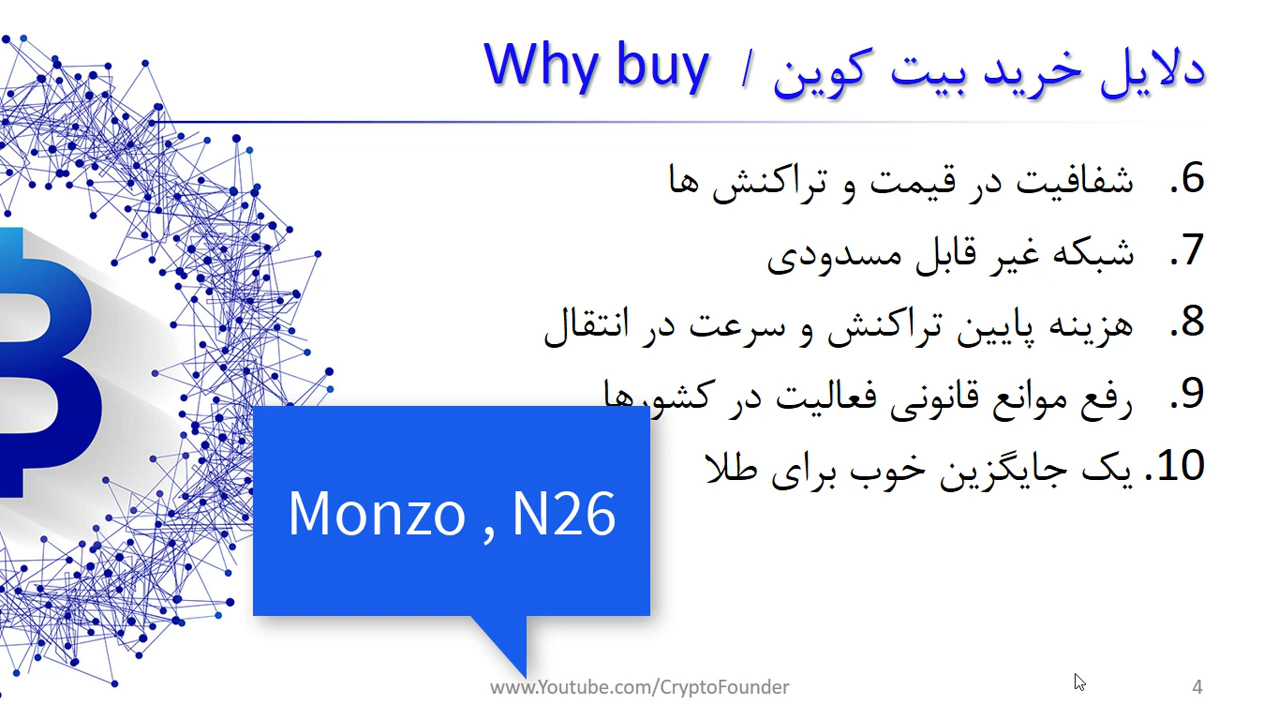 دلایل خرید بیت کوین / Why buy
6. شفافیت در قیمت و تراکنش ها
7. شبکه غیر قابل مسدودی
8. هزینه پایین تراکنش و سرعت در انتقال
9. رفع موانع قانونی فعالیت در کشورها
10. یک جایگزین خوب برای طلا
Monzo , N26
www.Youtube.com/CryptoFounder
4